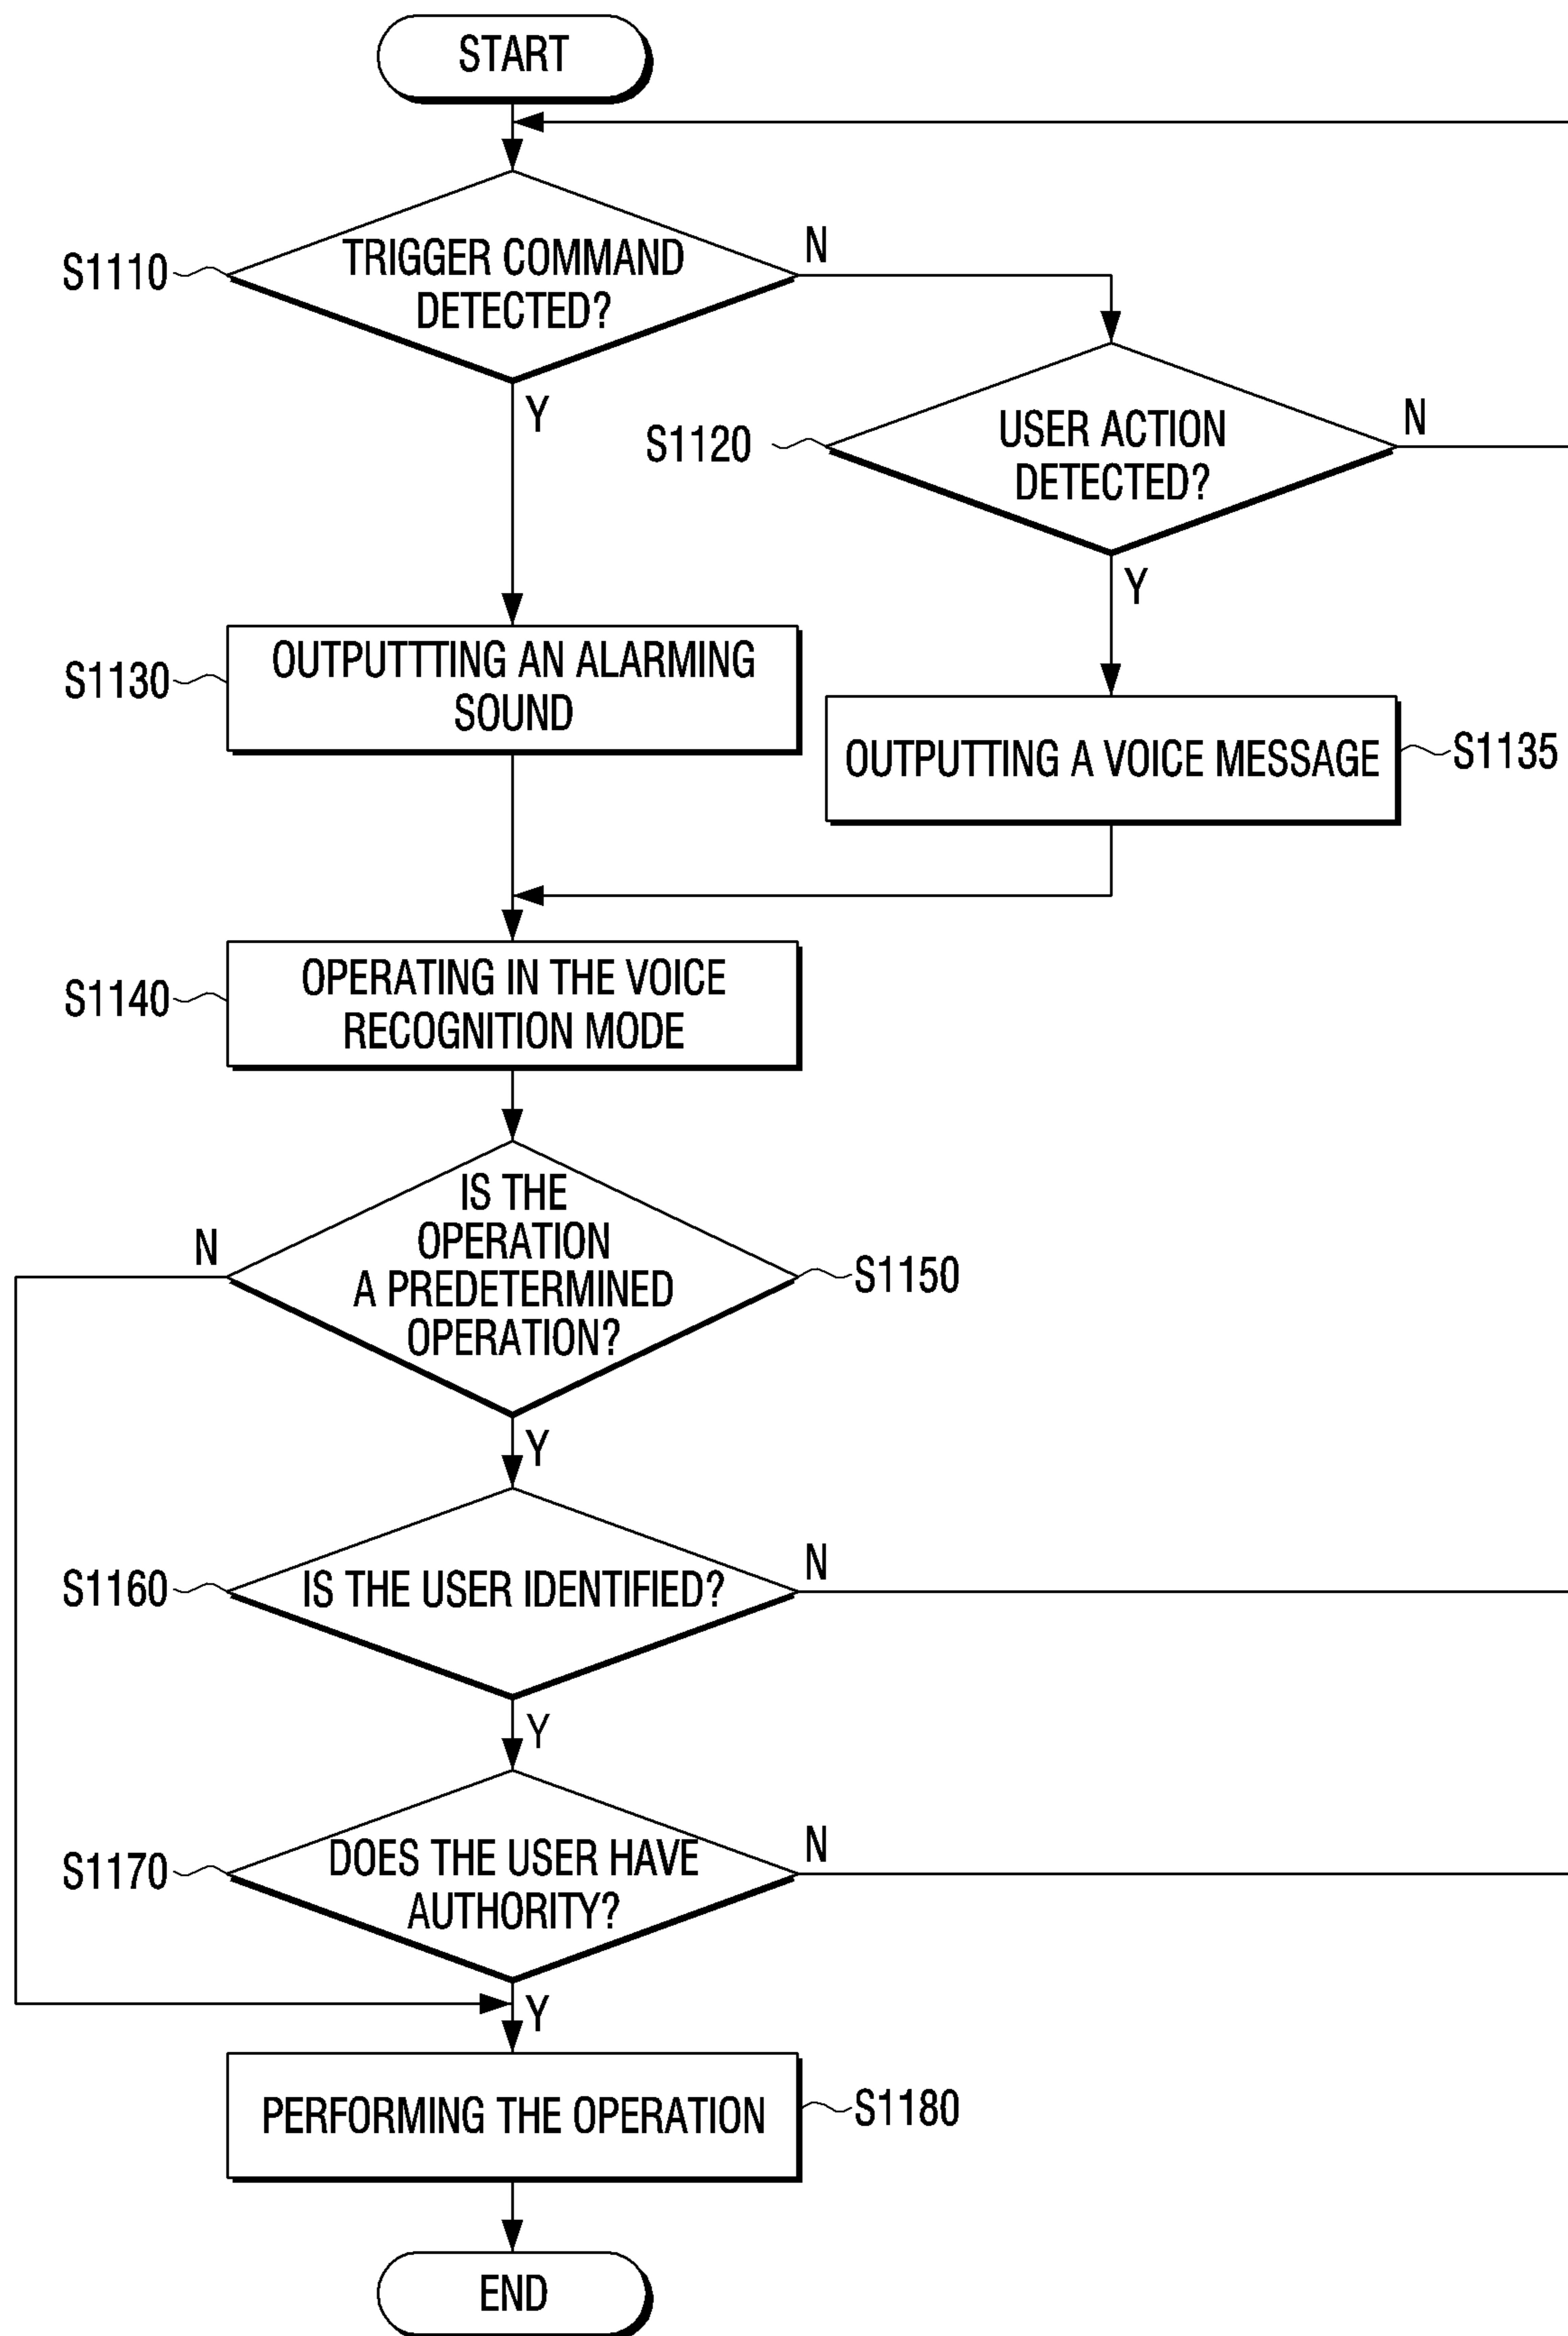 START
S1110
TRIGGER COMMAND
DETECTED?
N
Y
S1120
USER ACTION
DETECTED?
N
Y
S1130
OUTPUTTTING AN ALARMING
SOUND
OUTPUTTING A VOICE MESSAGE
S1135
S1140
OPERATING IN THE VOICE
RECOGNITION MODE
N
IS THE
OPERATION
A PREDETERMINED
OPERATION?
S1150
Y
S1160
IS THE USER IDENTIFIED?
N
Y
S1170
DOES THE USER HAVE
AUTHORITY?
N
Y
PERFORMING THE OPERATION
S1180
END